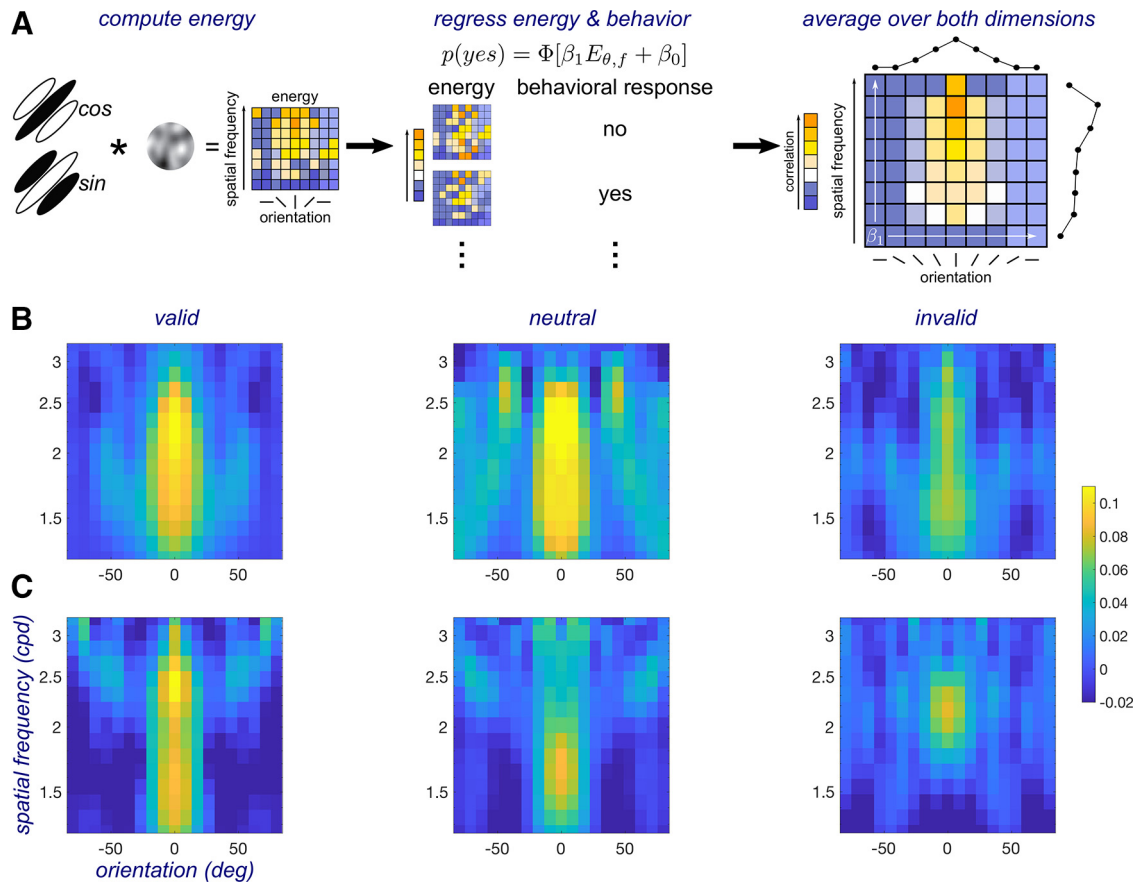 A
compute energy
regress energy & behavior
average over both dimensions
p(yes) = Φ[β₁E_θ,f + β₀]
energy behavioral response
cos
sin
*
=
energy
spatial frequency
orientation
no
yes
correlation
spatial frequency
β₁
orientation
B
valid
neutral
invalid
3
2.5
2
1.5
-50 0 50
3
2.5
2
1.5
-50 0 50
3
2.5
2
1.5
-50 0 50
C
spatial frequency (cpd)
3
2.5
2
1.5
-50 0 50
orientation (deg)
3
2.5
2
1.5
-50 0 50
3
2.5
2
1.5
-50 0 50
0.1
0.08
0.06
0.04
0.02
0
-0.02